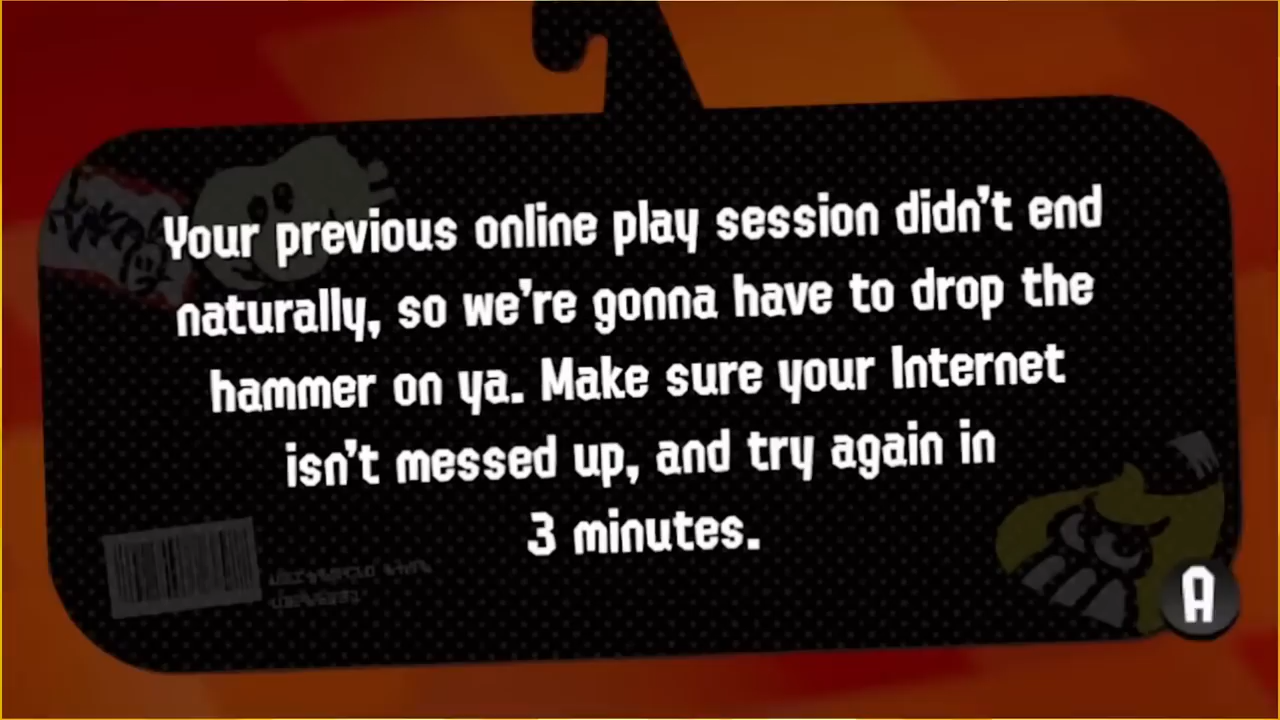 Your previous online play session didn't end
naturally, so we're gonna have to drop the
hammer on ya. Make sure your Internet
isn't messed up, and try again in
3 minutes.
A